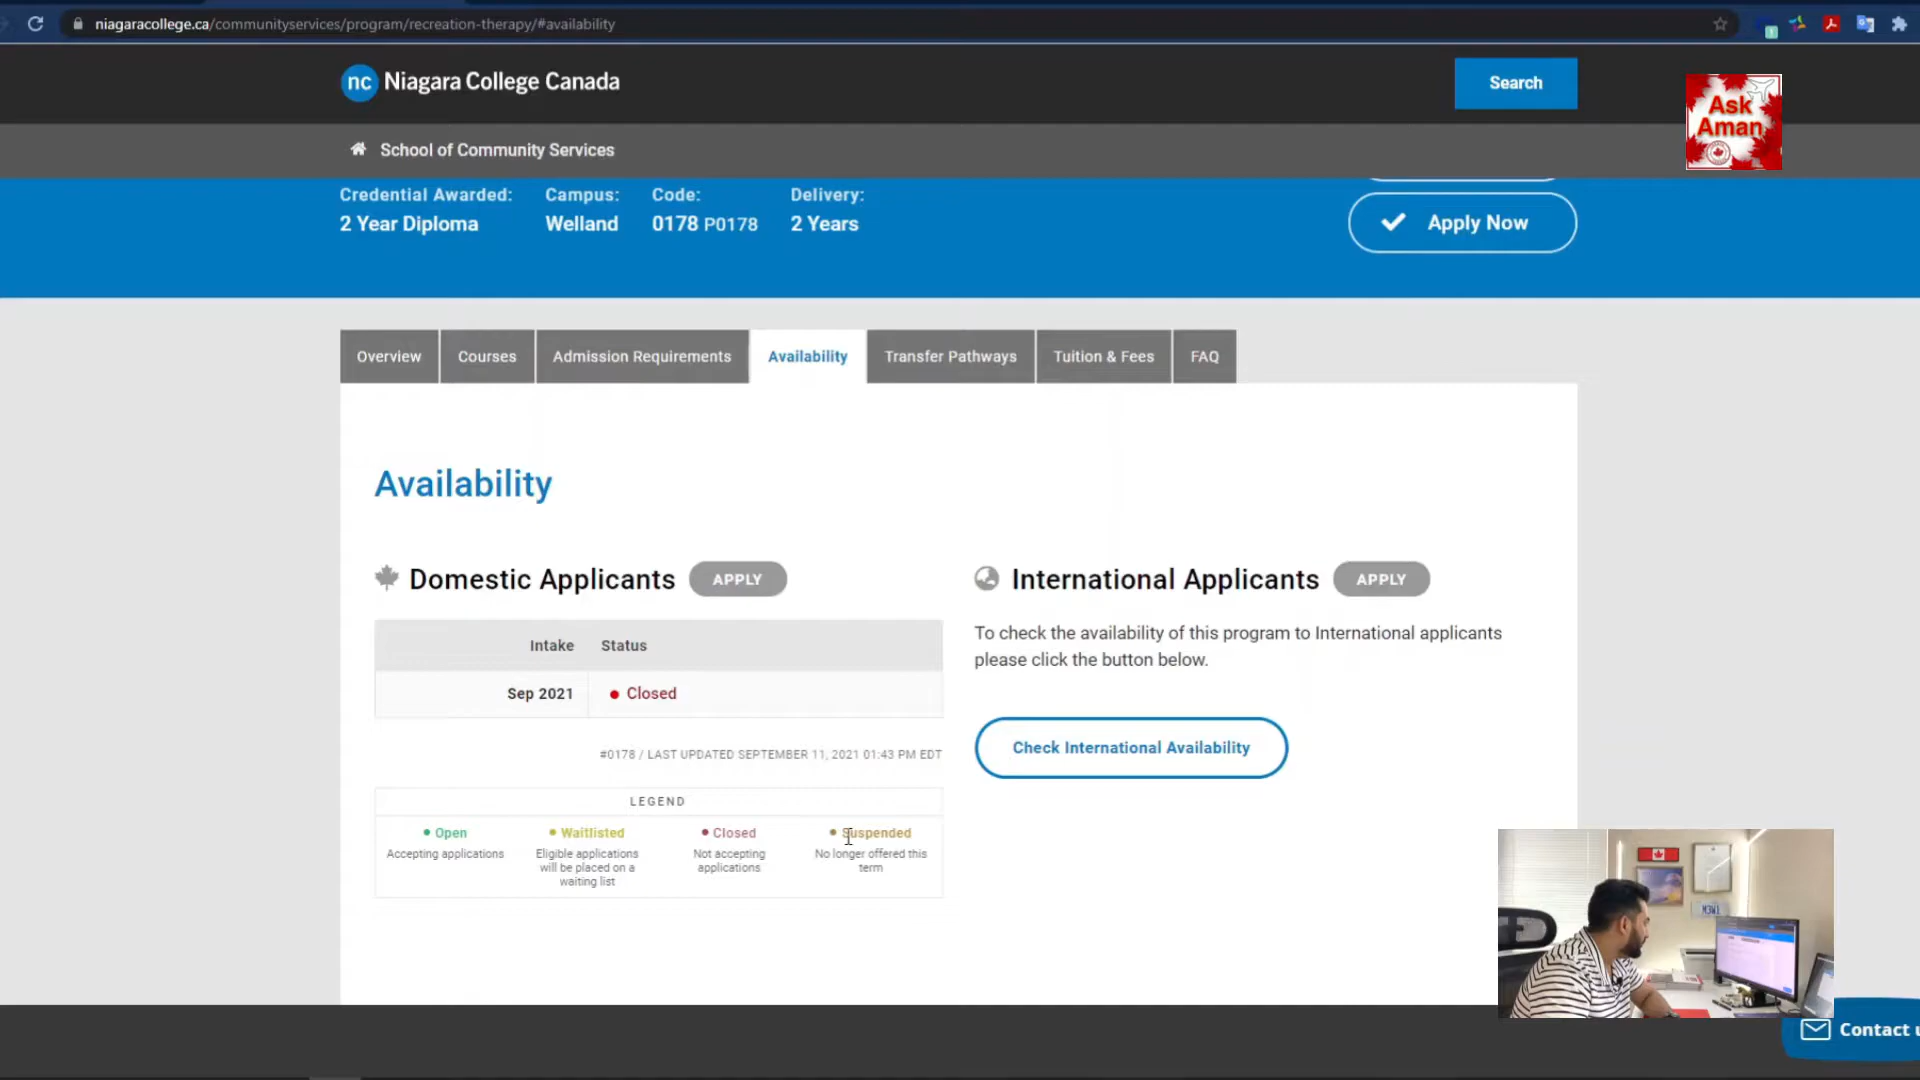 niagaracollege.ca/communityservices/program/recreation-therapy/#availability
nc Niagara College Canada
Search
Ask
Aman
School of Community Services
Credential Awarded: Campus: Code: Delivery:
2 Year Diploma Welland 0178 P0178 2 Years
Apply Now
Overview Courses Admission Requirements Availability Transfer Pathways Tuition & Fees FAQ
Availability
Domestic Applicants APPLY
Intake Status
Sep 2021 Closed
#0178 / LAST UPDATED SEPTEMBER 11, 2021 01:43 PM EDT
LEGEND
Open Waitlisted Closed Suspended
Accepting applications
Eligible applications
will be placed on a
waiting list
Not accepting
applications
No longer offered this
term
International Applicants APPLY
To check the availability of this program to International applicants
please click the button below.
Check International Availability
Contact u